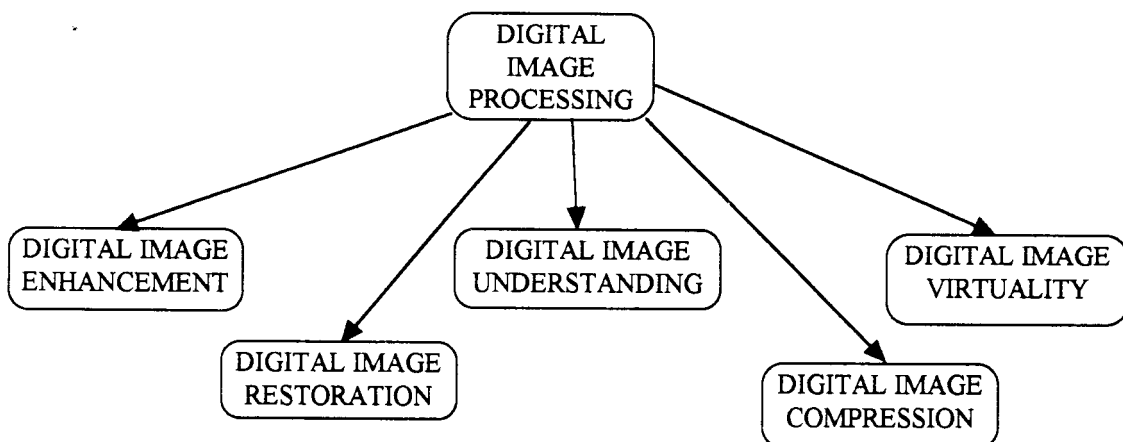 DIGITAL
IMAGE
PROCESSING
DIGITAL IMAGE
ENHANCEMENT
DIGITAL IMAGE
UNDERSTANDING
DIGITAL IMAGE
VIRTUALITY
DIGITAL IMAGE
RESTORATION
DIGITAL IMAGE
COMPRESSION